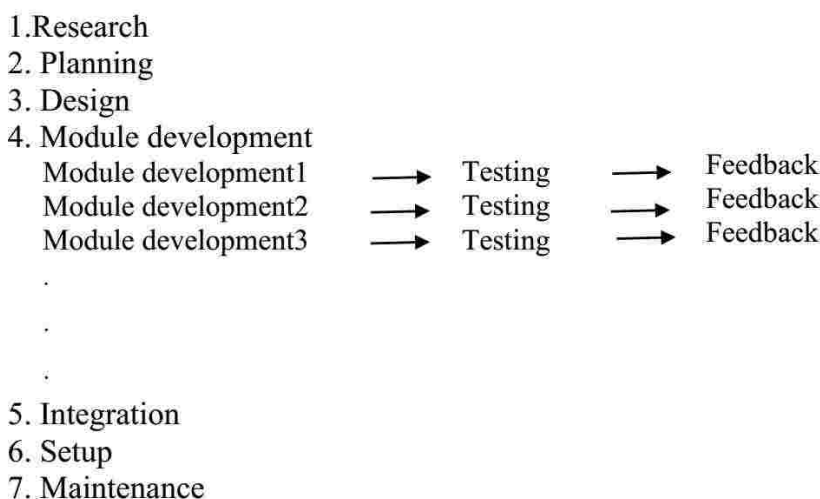 1.Research
2. Planning
3. Design
4. Module development
Module development1 Testing Feedback
Module development2 Testing Feedback
Module development3 Testing Feedback
.
.
.
5. Integration
6. Setup
7. Maintenance